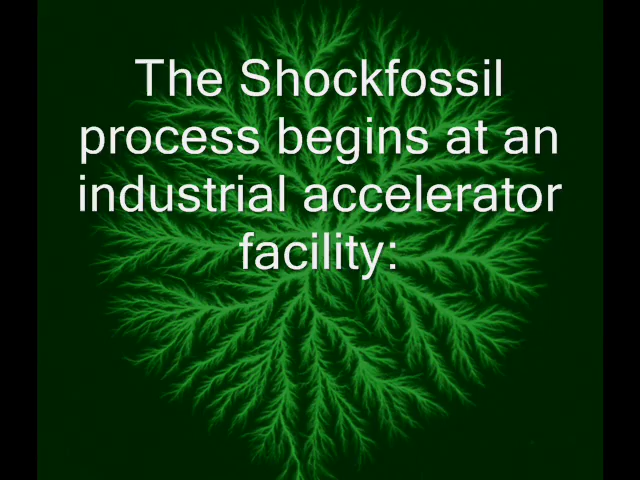 The Shockfossil
process begins at an
industrial accelerator
facility: